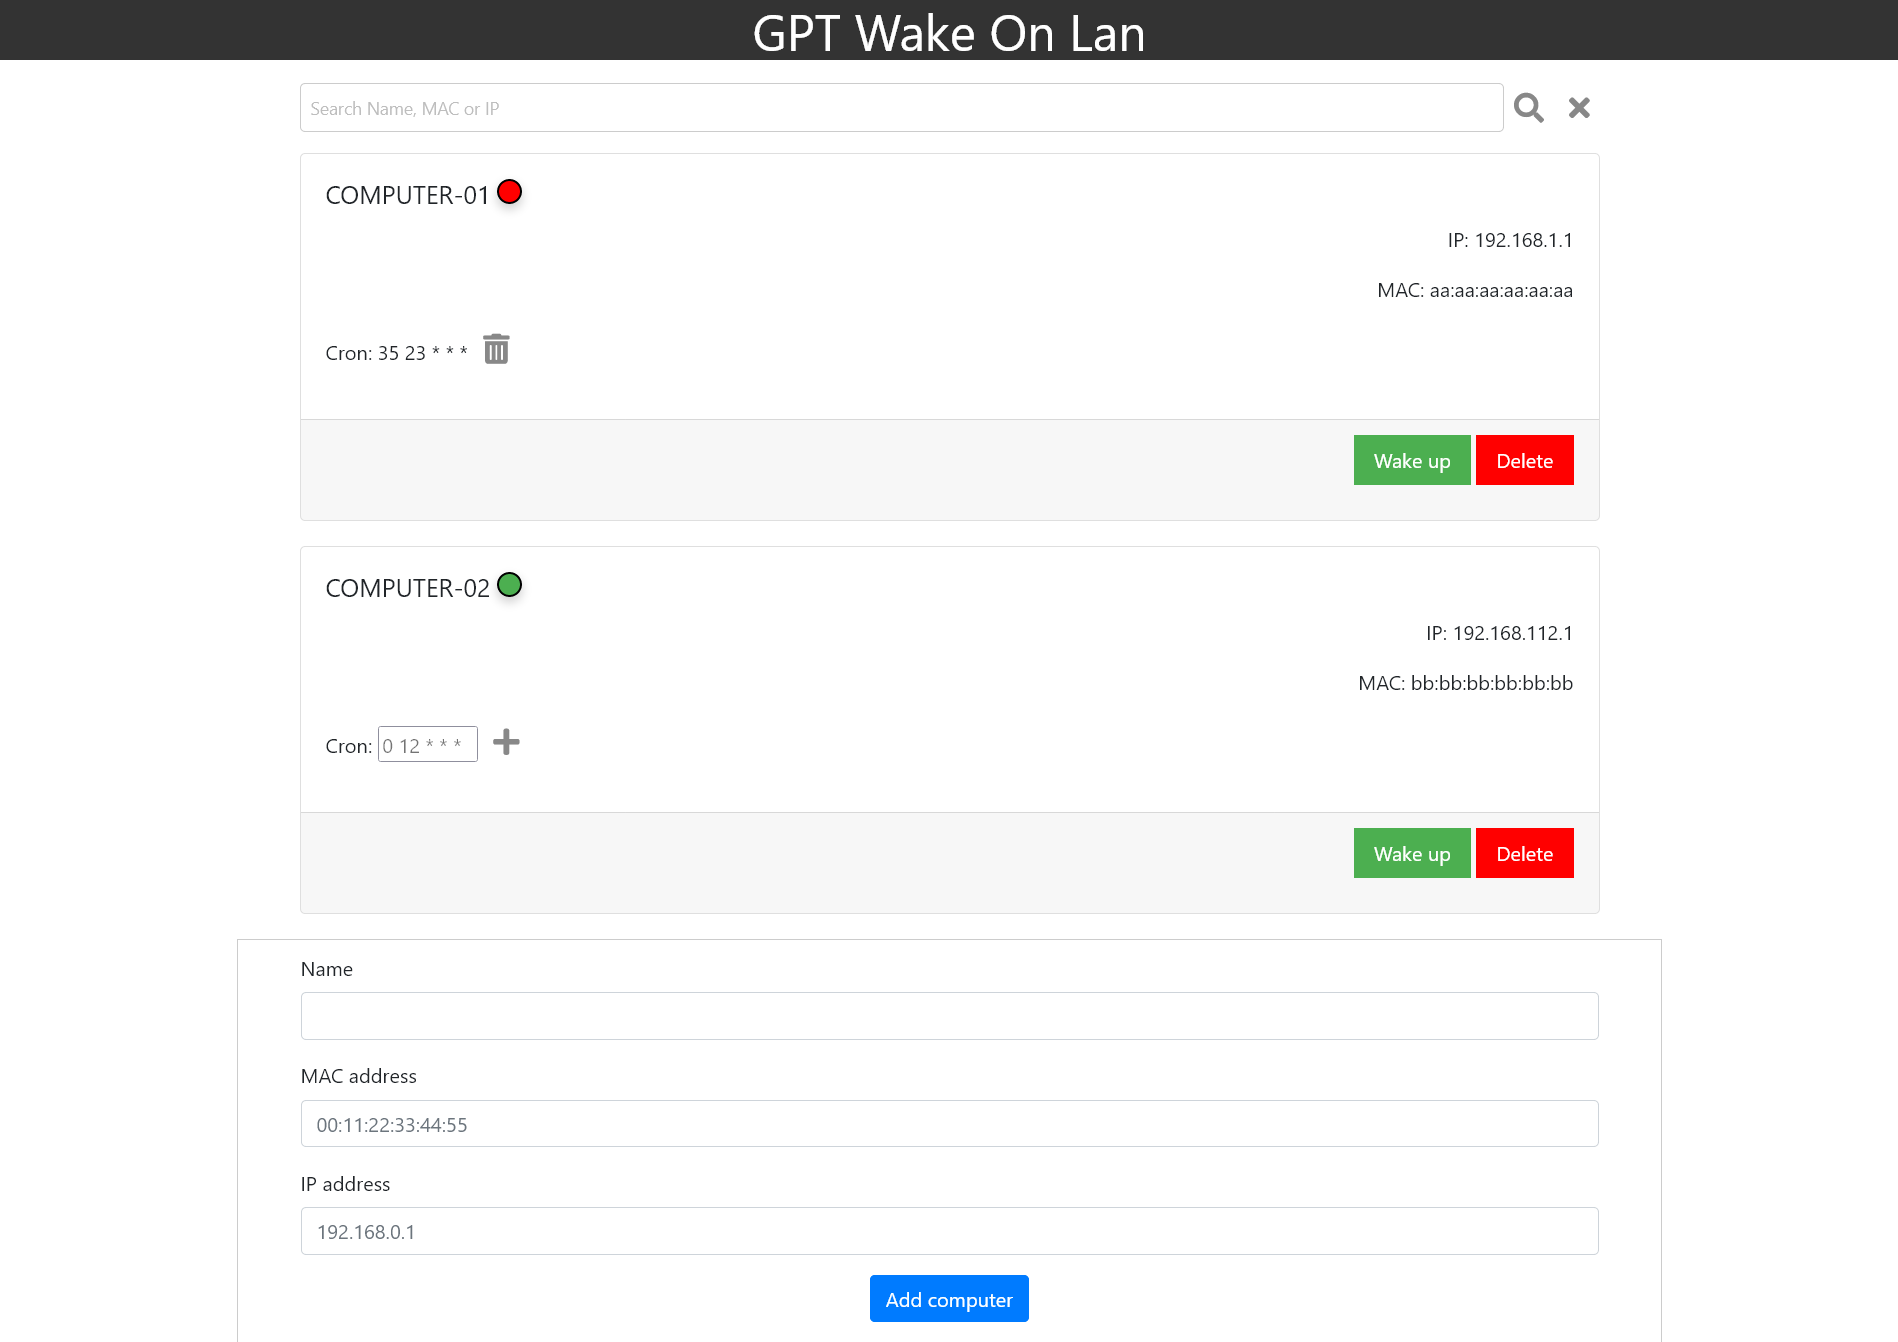 GPT Wake On Lan
Search Name, MAC or IP
COMPUTER-01
IP: 192.168.1.1
MAC: aa:aa:aa:aa:aa:aa
Cron: 35 23 * * *
Wake up Delete
COMPUTER-02
IP: 192.168.112.1
MAC: bb:bb:bb:bb:bb:bb
Cron: 0 12 * * *
Wake up Delete
Name
MAC address
00:11:22:33:44:55
IP address
192.168.0.1
Add computer